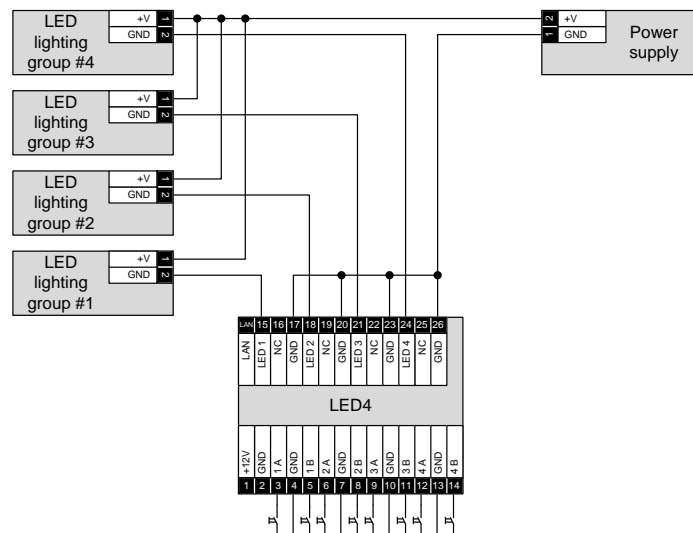 LED
lighting
group #4
+V 1
GND 2
2 +V
1 GND
Power
supply
LED
lighting
group #3
+V 1
GND 2
LED
lighting
group #2
+V 1
GND 2
LED
lighting
group #1
+V 1
GND 2
LAN 15 16 17 18 19 20 21 22 23 24 25 26
LAN
LED 1
NC
GND
LED 2
NC
GND
LED 3
NC
GND
LED 4
NC
GND
LED4
+12V
GND
1 A
GND
1 B
2 A
GND
2 B
3 A
GND
3 B
4 A
GND
4 B
1 2 3 4 5 6 7 8 9 10 11 12 13 14